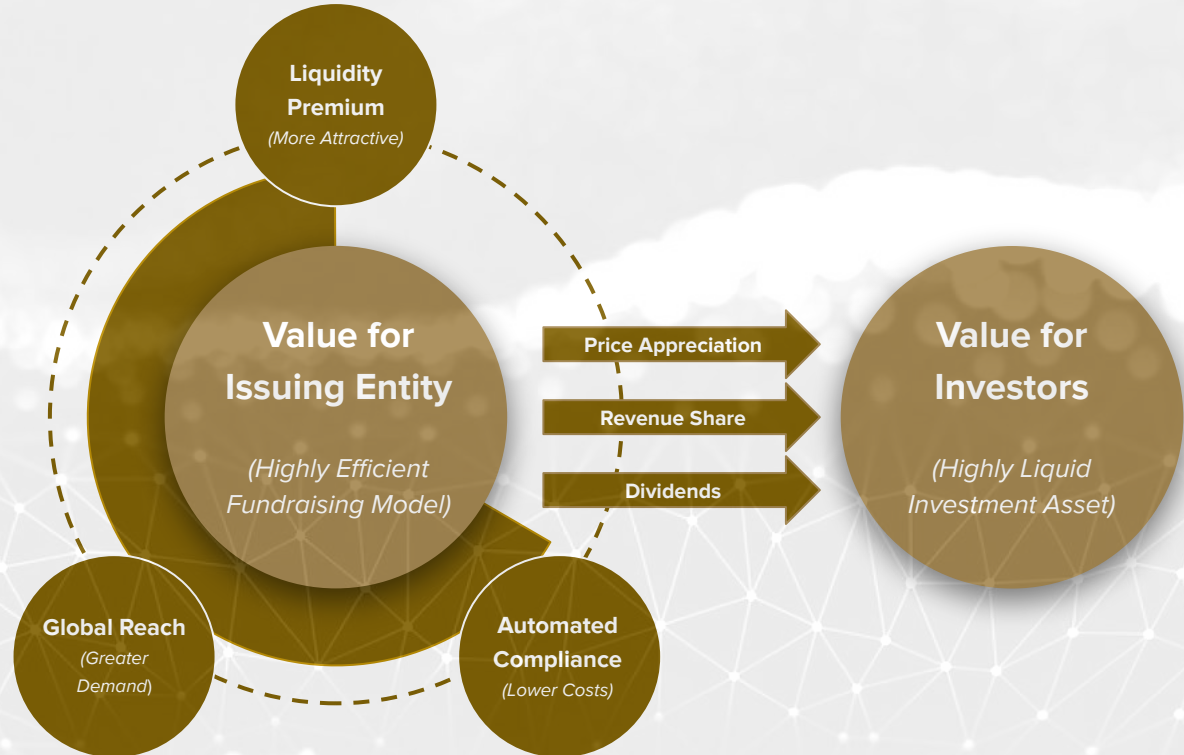 Liquidity
Premium
(More Attractive)
Value for
Issuing Entity
(Highly Efficient
Fundraising Model)
Price Appreciation
Revenue Share
Dividends
Value for
Investors
(Highly Liquid
Investment Asset)
Global Reach
(Greater
Demand)
Automated
Compliance
(Lower Costs)